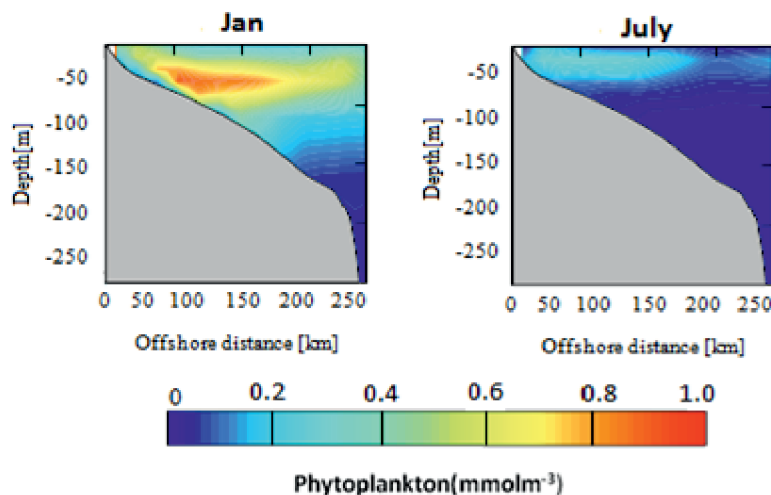 Jan
July
-50
-100
-150
-200
-250
Depth[m]
0 50 100 150 200 250
Offshore distance [km]
-50
-100
-150
-200
-250
Depth[m]
0 50 100 150 200 250
Offshore distance [km]
0 0.2 0.4 0.6 0.8 1.0
Phytoplankton(mmolm⁻³)